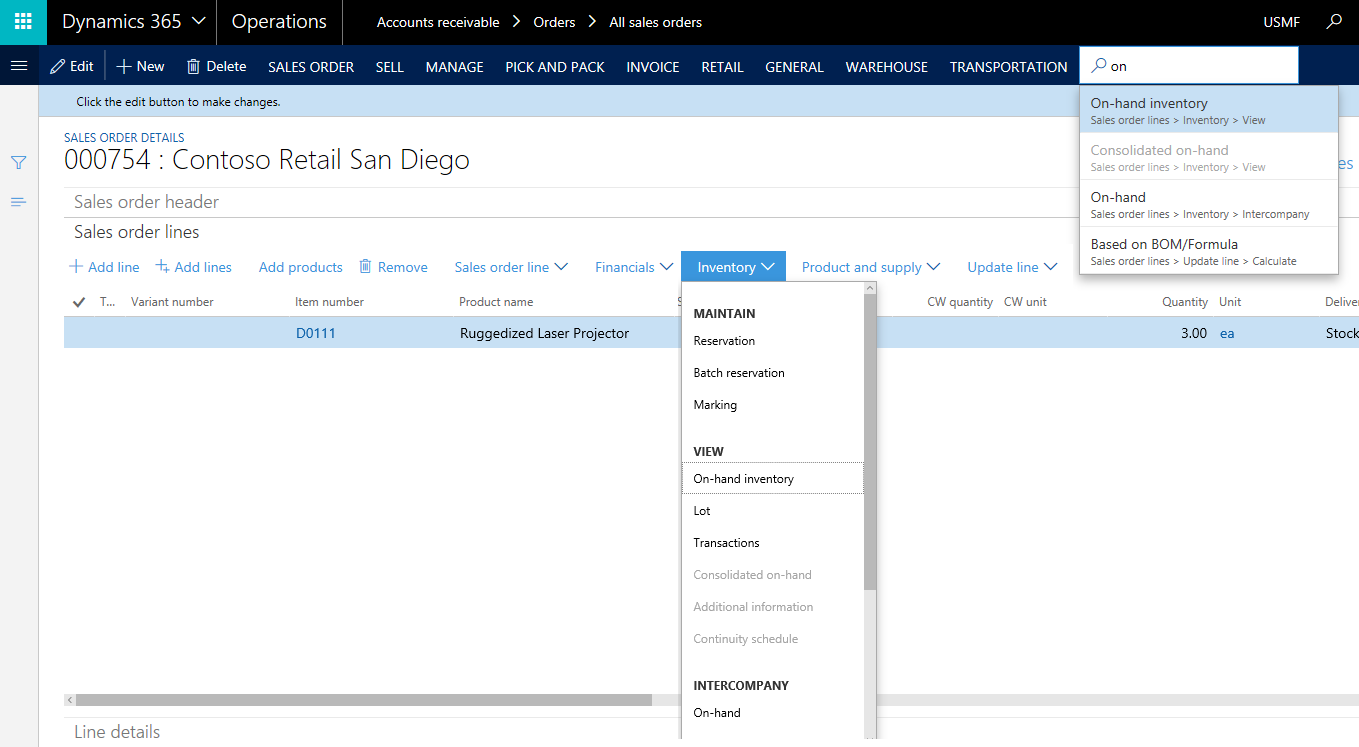 Dynamics 365 Operations Accounts receivable > Orders > All sales orders USMF
Edit New Delete SALES ORDER SELL MANAGE PICK AND PACK INVOICE RETAIL GENERAL WAREHOUSE TRANSPORTATION on
Click the edit button to make changes.
On-hand inventory
Sales order lines > Inventory > View
Consolidated on-hand
Sales order lines > Inventory > View
On-hand
Sales order lines > Inventory > Intercompany
Based on BOM/Formula
Sales order lines > Update line > Calculate
SALES ORDER DETAILS
000754 : Contoso Retail San Diego
Sales order header
Sales order lines
Add line Add lines Add products Remove Sales order line Financials Inventory Product and supply Update line
T... Variant number Item number Product name CW quantity CW unit Quantity Unit
D0111 Ruggedized Laser Projector 3.00 ea Stock
MAINTAIN
Reservation
Batch reservation
Marking
VIEW
On-hand inventory
Lot
Transactions
Consolidated on-hand
Additional information
Continuity schedule
INTERCOMPANY
On-hand
Line details